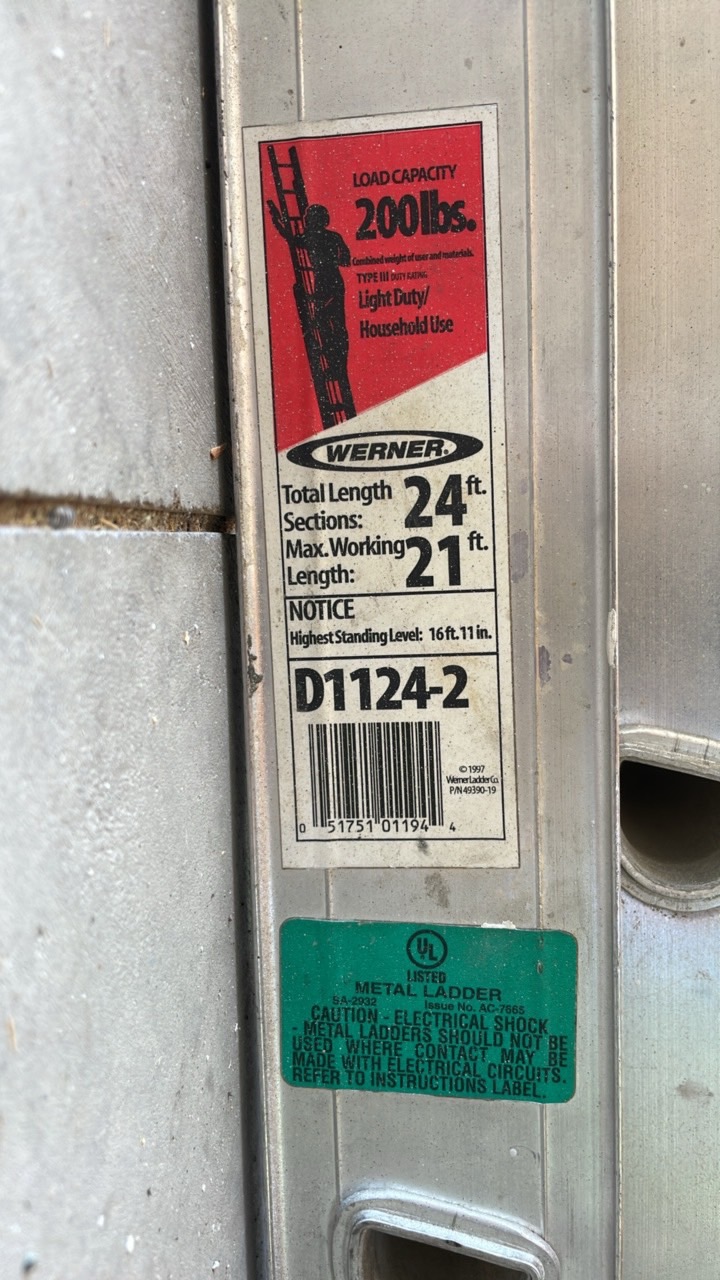 LOAD CAPACITY
200 lbs.
Combined weight of user and materials.
TYPE III DUTY RATING
Light Duty/
Household Use
WERNER®
Total Length 24 ft.
Sections:
Max. Working 21 ft.
Length:
NOTICE
Highest Standing Level: 16 ft. 11 in.
D1124-2
© 1997
Werner Ladder Co.
P/N 49390-19
0 51751 01194 4
UL
LISTED
METAL LADDER
SA-2932 Issue No. AC-7665
CAUTION - ELECTRICAL SHOCK
- METAL LADDERS SHOULD NOT BE
USED WHERE CONTACT MAY BE
MADE WITH ELECTRICAL CIRCUITS.
REFER TO INSTRUCTIONS LABEL.